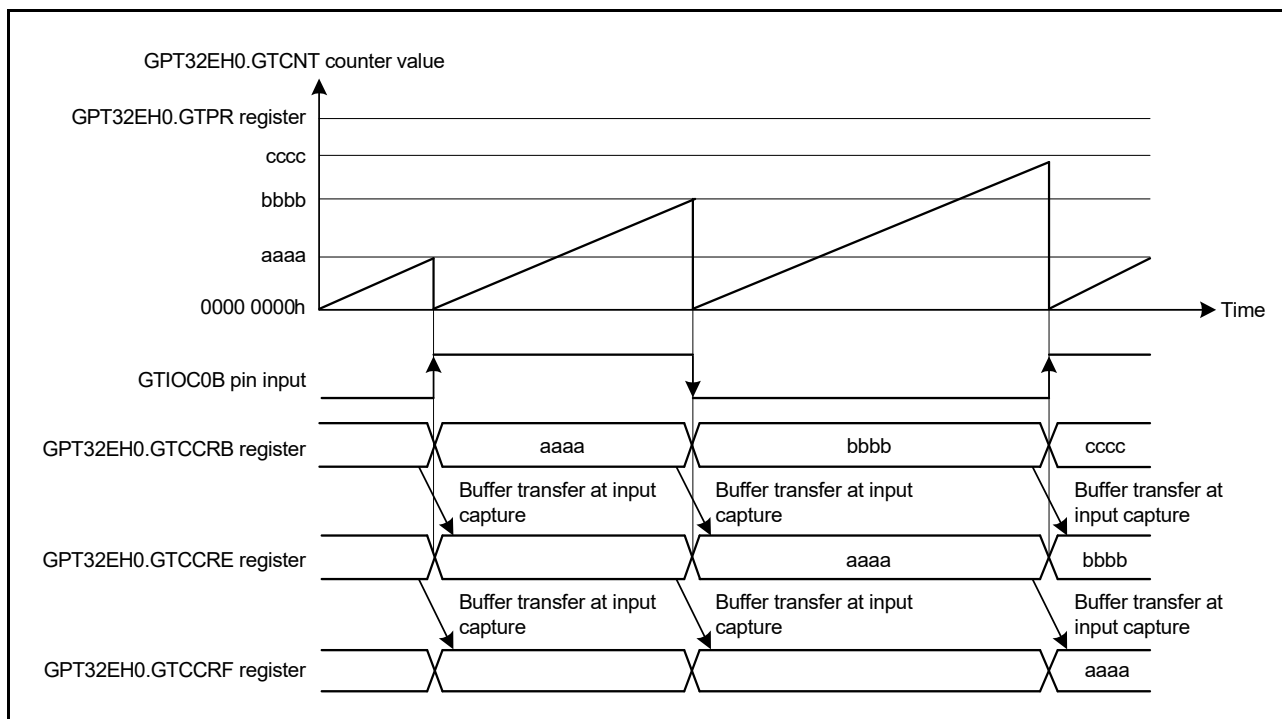 GPT32EH0.GTCNT counter value
GPT32EH0.GTPR register
cccc
bbbb
aaaa
0000 0000h
Time
GTIOC0B pin input
GPT32EH0.GTCCRB register
aaaa
bbbb
cccc
Buffer transfer at input
capture
Buffer transfer at input
capture
Buffer transfer at
input capture
GPT32EH0.GTCCRE register
aaaa
bbbb
Buffer transfer at input
capture
Buffer transfer at input
capture
Buffer transfer at
input capture
GPT32EH0.GTCCRF register
aaaa